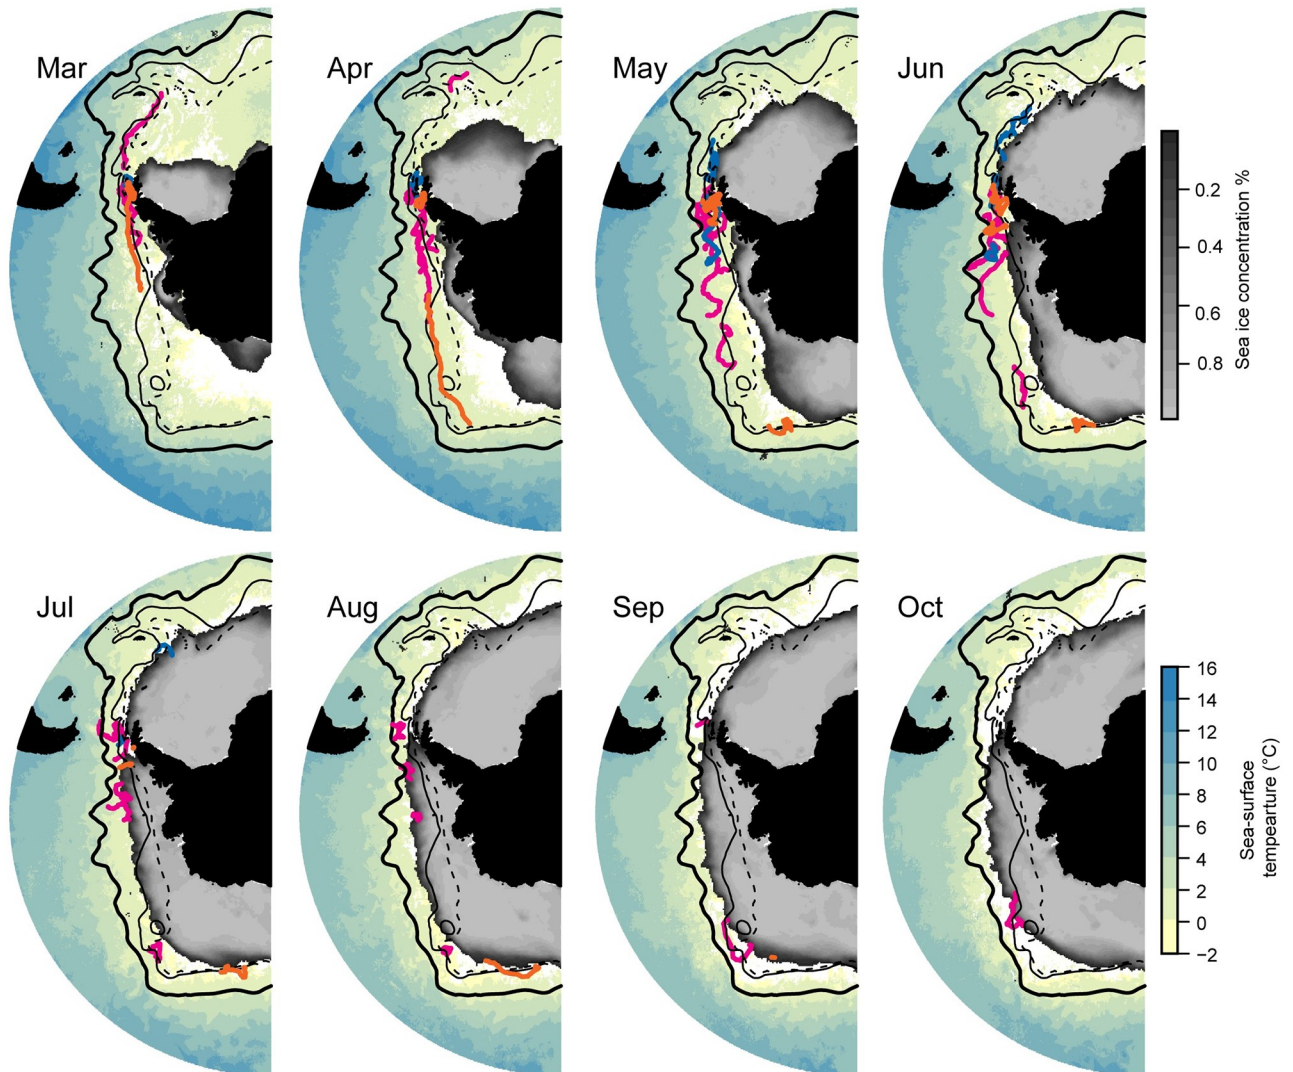 Mar
Apr
May
Jun
0.2
0.4
0.6
0.8
Sea ice concentration %
Jul
Aug
Sep
Oct
16
14
12
10
8
6
4
2
0
−2
Sea-surface
tempearture (°C)